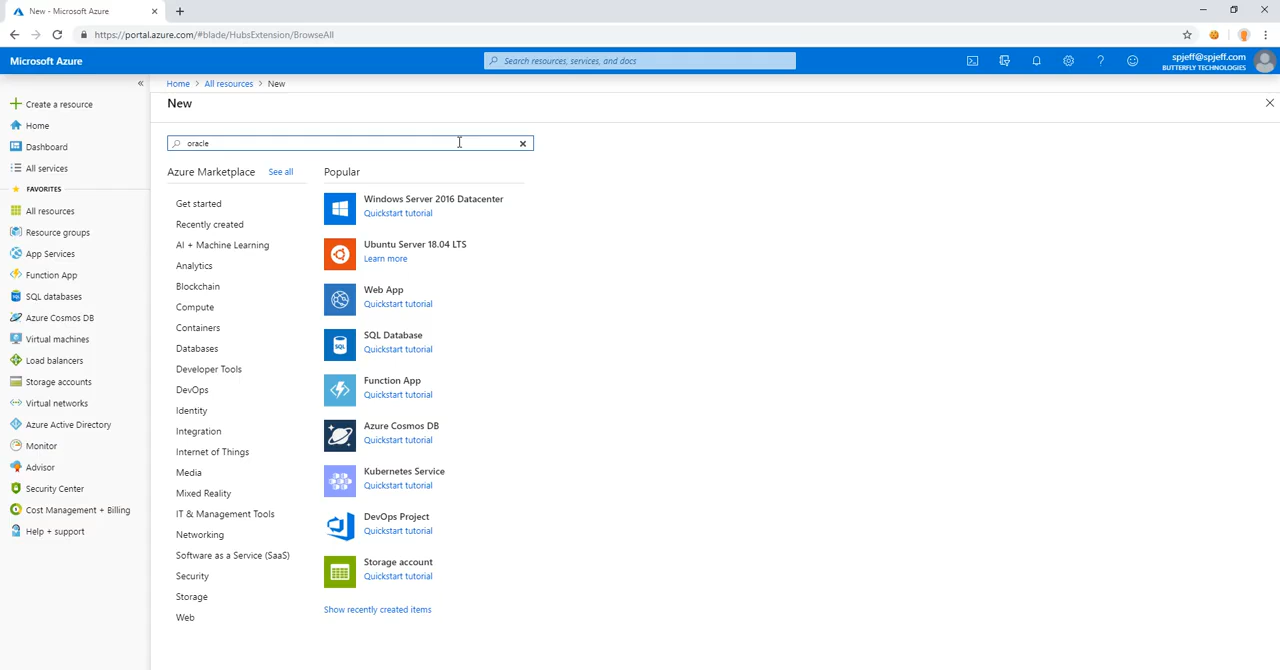 New - Microsoft Azure
https://portal.azure.com/#blade/HubsExtension/BrowseAll
Microsoft Azure
Search resources, services, and docs
spjeff@spjeff.com
BUTTERFLY TECHNOLOGIES
Create a resource
Home
Dashboard
All services
FAVORITES
All resources
Resource groups
App Services
Function App
SQL databases
Azure Cosmos DB
Virtual machines
Load balancers
Storage accounts
Virtual networks
Azure Active Directory
Monitor
Advisor
Security Center
Cost Management + Billing
Help + support
Home > All resources > New
New
oracle
Azure Marketplace See all
Get started
Recently created
AI + Machine Learning
Analytics
Blockchain
Compute
Containers
Databases
Developer Tools
DevOps
Identity
Integration
Internet of Things
Media
Mixed Reality
IT & Management Tools
Networking
Software as a Service (SaaS)
Security
Storage
Web
Popular
Windows Server 2016 Datacenter
Quickstart tutorial
Ubuntu Server 18.04 LTS
Learn more
Web App
Quickstart tutorial
SQL
SQL Database
Quickstart tutorial
Function App
Quickstart tutorial
Azure Cosmos DB
Quickstart tutorial
Kubernetes Service
Quickstart tutorial
DevOps Project
Quickstart tutorial
Storage account
Quickstart tutorial
Show recently created items